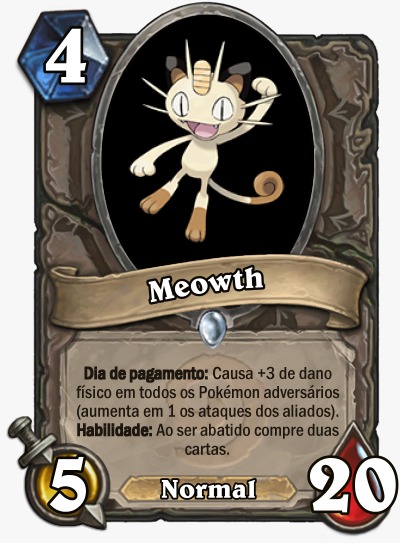 4
Meowth
Dia de pagamento: Causa +3 de dano
físico em todos os Pokémon adversários
(aumenta em 1 os ataques dos aliados).
Habilidade: Ao ser abatido compre duas
cartas.
5
Normal
20